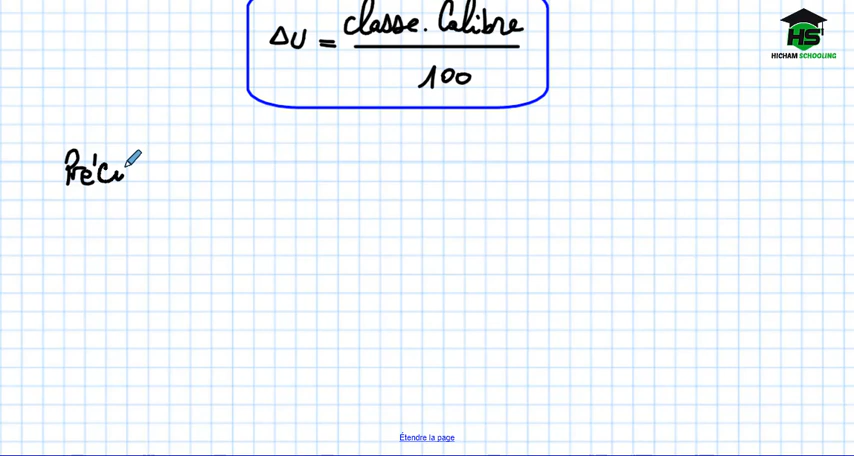 ΔU = classe. Calibre / 100
HS
HICHAM SCHOOLING
Préci
Étendre la page